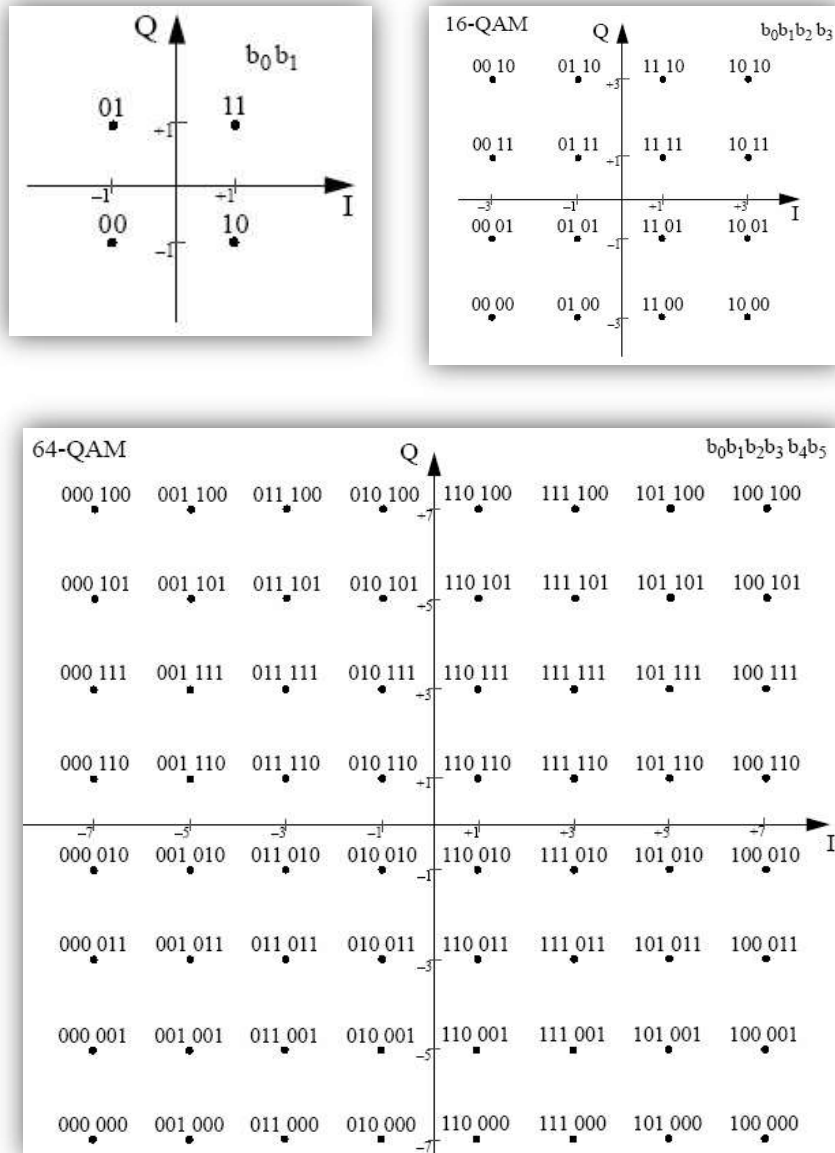 Q
b₀b₁
01 11
+1
–1 +1 I
00 10
–1
16-QAM Q b₀b₁b₂b₃
00 10 01 10 11 10 10 10
+3
00 11 01 11 11 11 10 11
+1
–3 –1 +1 +3 I
00 01 01 01 11 01 10 01
–1
00 00 01 00 11 00 10 00
–3
64-QAM Q b₀b₁b₂b₃b₄b₅
000 100 001 100 011 100 010 100 110 100 111 100 101 100 100 100
+7
000 101 001 101 011 101 010 101 110 101 111 101 101 101 100 101
+5
000 111 001 111 011 111 010 111 110 111 111 111 101 111 100 111
+3
000 110 001 110 011 110 010 110 110 110 111 110 101 110 100 110
+1
–7 –5 –3 –1 +1 +3 +5 +7 I
000 010 001 010 011 010 010 010 110 010 111 010 101 010 100 010
–1
000 011 001 011 011 011 010 011 110 011 111 011 101 011 100 011
–3
000 001 001 001 011 001 010 001 110 001 111 001 101 001 100 001
–5
000 000 001 000 011 000 010 000 110 000 111 000 101 000 100 000
–7